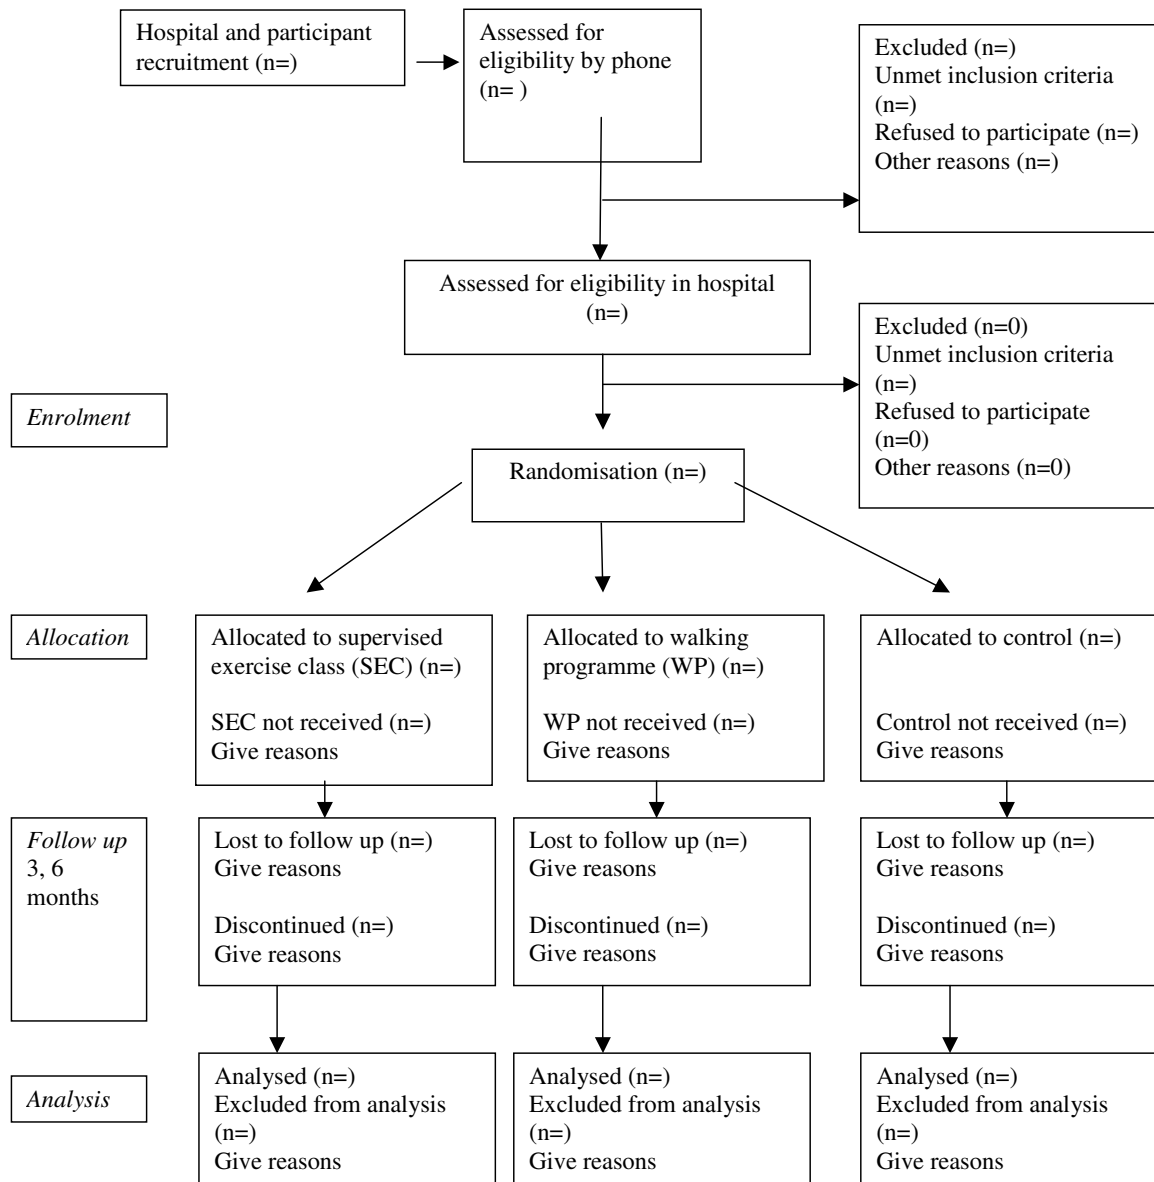 Hospital and participant
recruitment (n=)
Assessed for
eligibility by phone
(n= )
Excluded (n=)
Unmet inclusion criteria
(n=)
Refused to participate (n=)
Other reasons (n=)
Assessed for eligibility in hospital
(n=)
Excluded (n=0)
Unmet inclusion criteria
(n=)
Refused to participate
(n=0)
Other reasons (n=0)
Enrolment
Randomisation (n=)
Allocation
Allocated to supervised
exercise class (SEC) (n=)
SEC not received (n=)
Give reasons
Allocated to walking
programme (WP) (n=)
WP not received (n=)
Give reasons
Allocated to control (n=)
Control not received (n=)
Give reasons
Follow up
3, 6
months
Lost to follow up (n=)
Give reasons
Discontinued (n=)
Give reasons
Lost to follow up (n=)
Give reasons
Discontinued (n=)
Give reasons
Lost to follow up (n=)
Give reasons
Discontinued (n=)
Give reasons
Analysis
Analysed (n=)
Excluded from analysis
(n=)
Give reasons
Analysed (n=)
Excluded from analysis
(n=)
Give reasons
Analysed (n=)
Excluded from analysis
(n=)
Give reasons